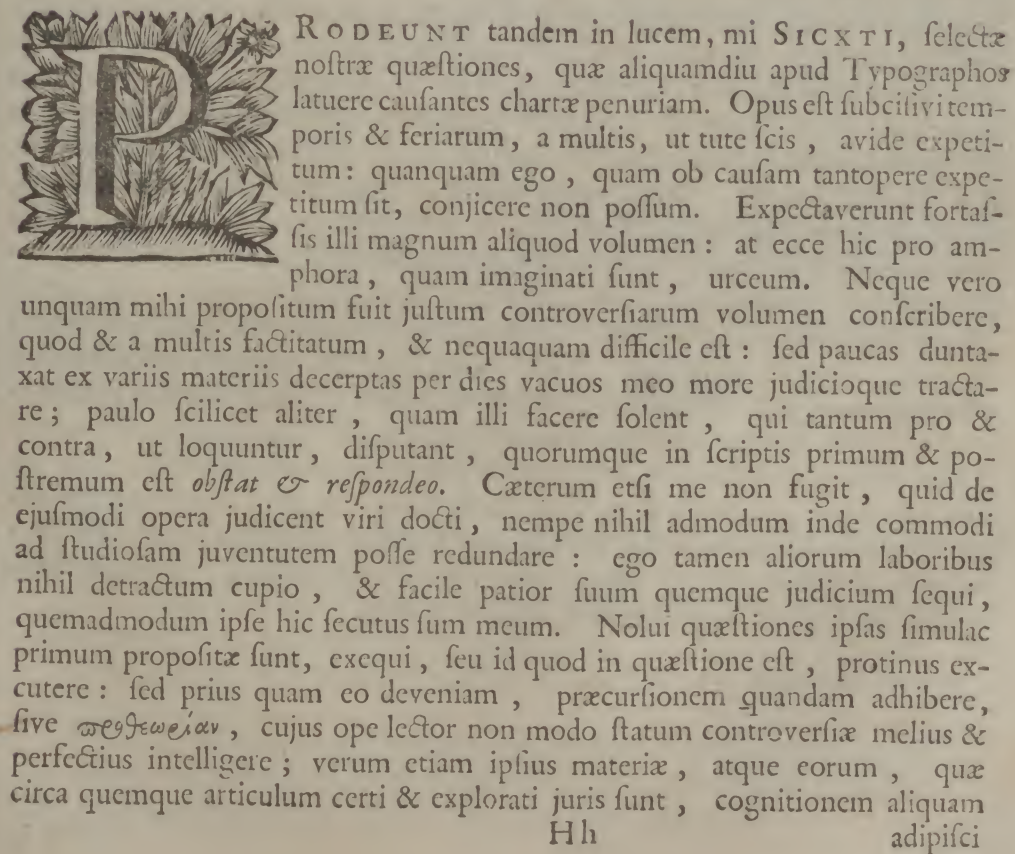 PRODEUNT tandem in lucem, mi SICXTI, ſelectæ
noſtræ quæſtiones, quæ aliquamdiu apud Typographos
latuere cauſantes chartæ penuriam. Opus eſt ſubciſivi tem-
poris & feriarum, a multis, ut tute ſcis, avide expeti-
tum: quanquam ego, quam ob cauſam tantopere expe-
titum ſit, conjicere non poſſum. Expectaverunt fortaſ-
ſis illi magnum aliquod volumen: at ecce hic pro am-
phora, quam imaginati ſunt, urceum. Neque vero
unquam mihi propoſitum fuit juſtum controverſiarum volumen conſcribere,
quod & a multis factitatum, & nequaquam difficile eſt: ſed paucas dunta-
xat ex variis materiis decerptas per dies vacuos meo more judicioque tracta-
re; paulo ſcilicet aliter, quam illi facere ſolent, qui tantum pro &
contra, ut loquuntur, diſputant, quorumque in ſcriptis primum & po-
ſtremum eſt obſtat & reſpondeo. Cæterum etſi me non fugit, quid de
ejuſmodi opera judicent viri docti, nempe nihil admodum inde commodi
ad ſtudioſam juventutem poſſe redundare: ego tamen aliorum laboribus
nihil detractum cupio, & facile patior ſuum quemque judicium ſequi,
quemadmodum ipſe hic ſecutus ſum meum. Nolui quæſtiones ipſas ſimulac
primum propoſitæ ſunt, exequi, ſeu id quod in quæſtione eſt, protinus ex-
cutere: ſed prius quam eo deveniam, præcurſionem quandam adhibere,
ſive προθεωρίαν, cujus ope lector non modo ſtatum controverſiæ melius &
perfectius intelligere; verum etiam ipſius materiæ, atque eorum, quæ
circa quemque articulum certi & explorati juris ſunt, cognitionem aliquam
Hh adipiſci